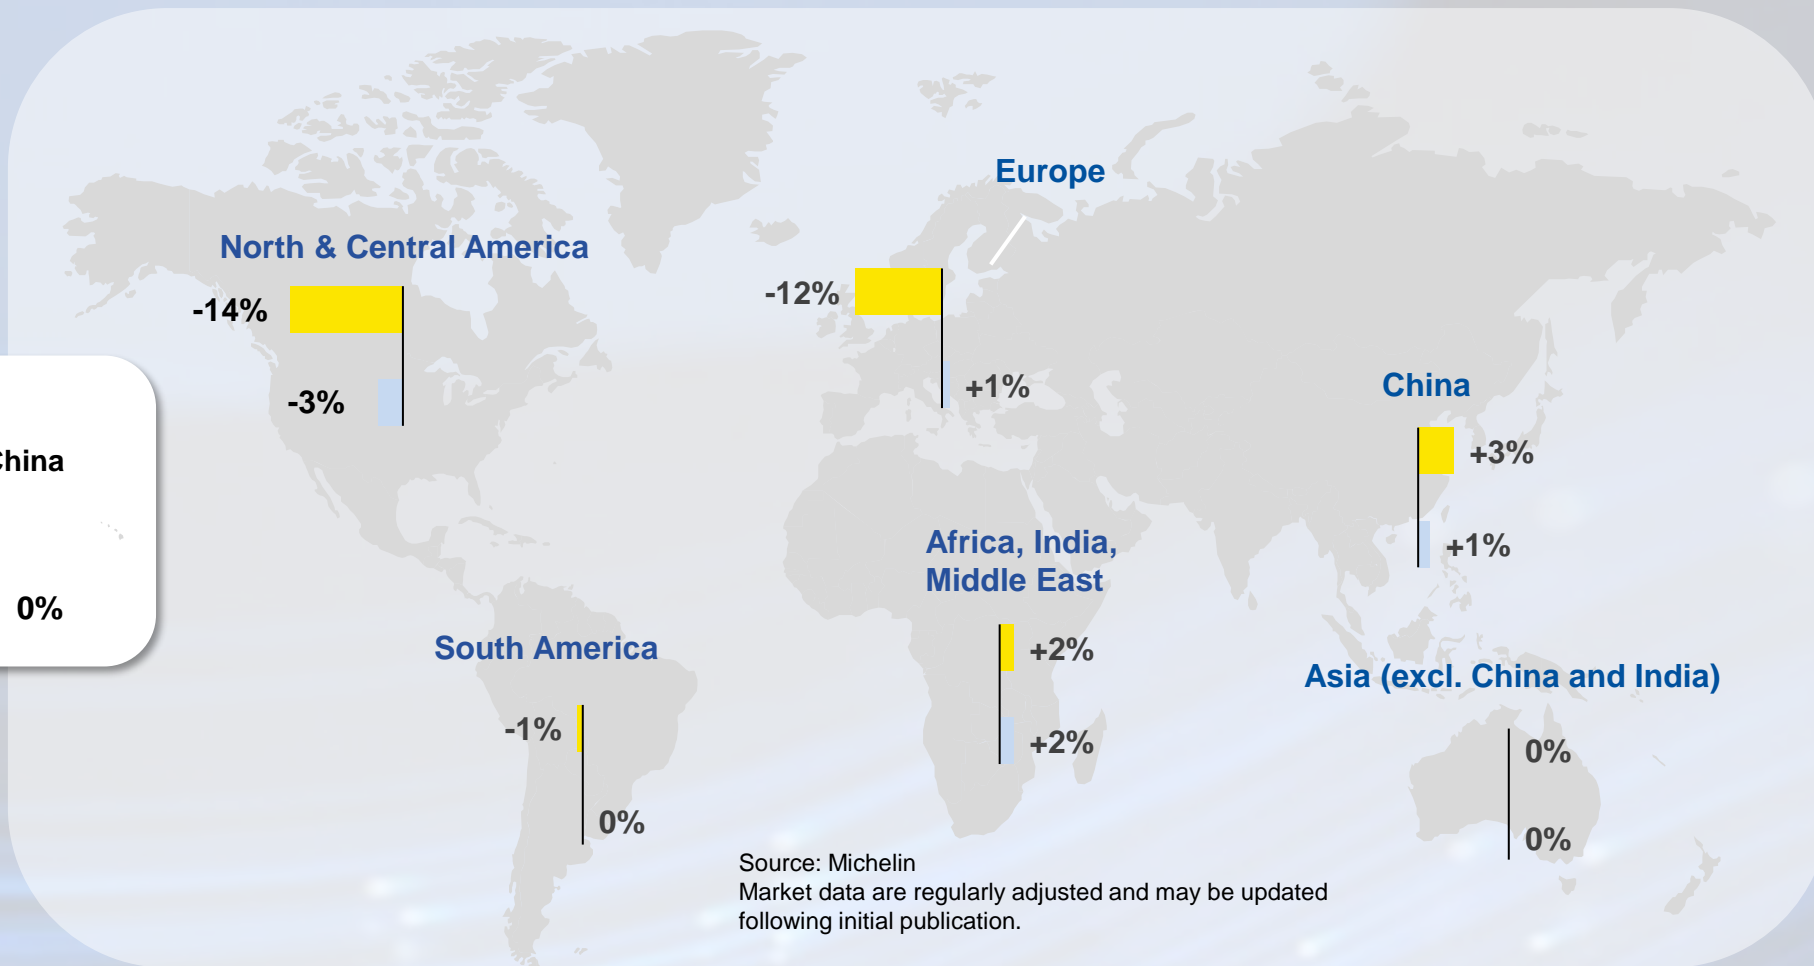 Europe
North & Central America
-14%
-3%
-12%
+1%
China
+3%
+1%
China
0%
Africa, India,
Middle East
+2%
+2%
South America
-1%
0%
Asia (excl. China and India)
0%
0%
Source: Michelin
Market data are regularly adjusted and may be updated
following initial publication.